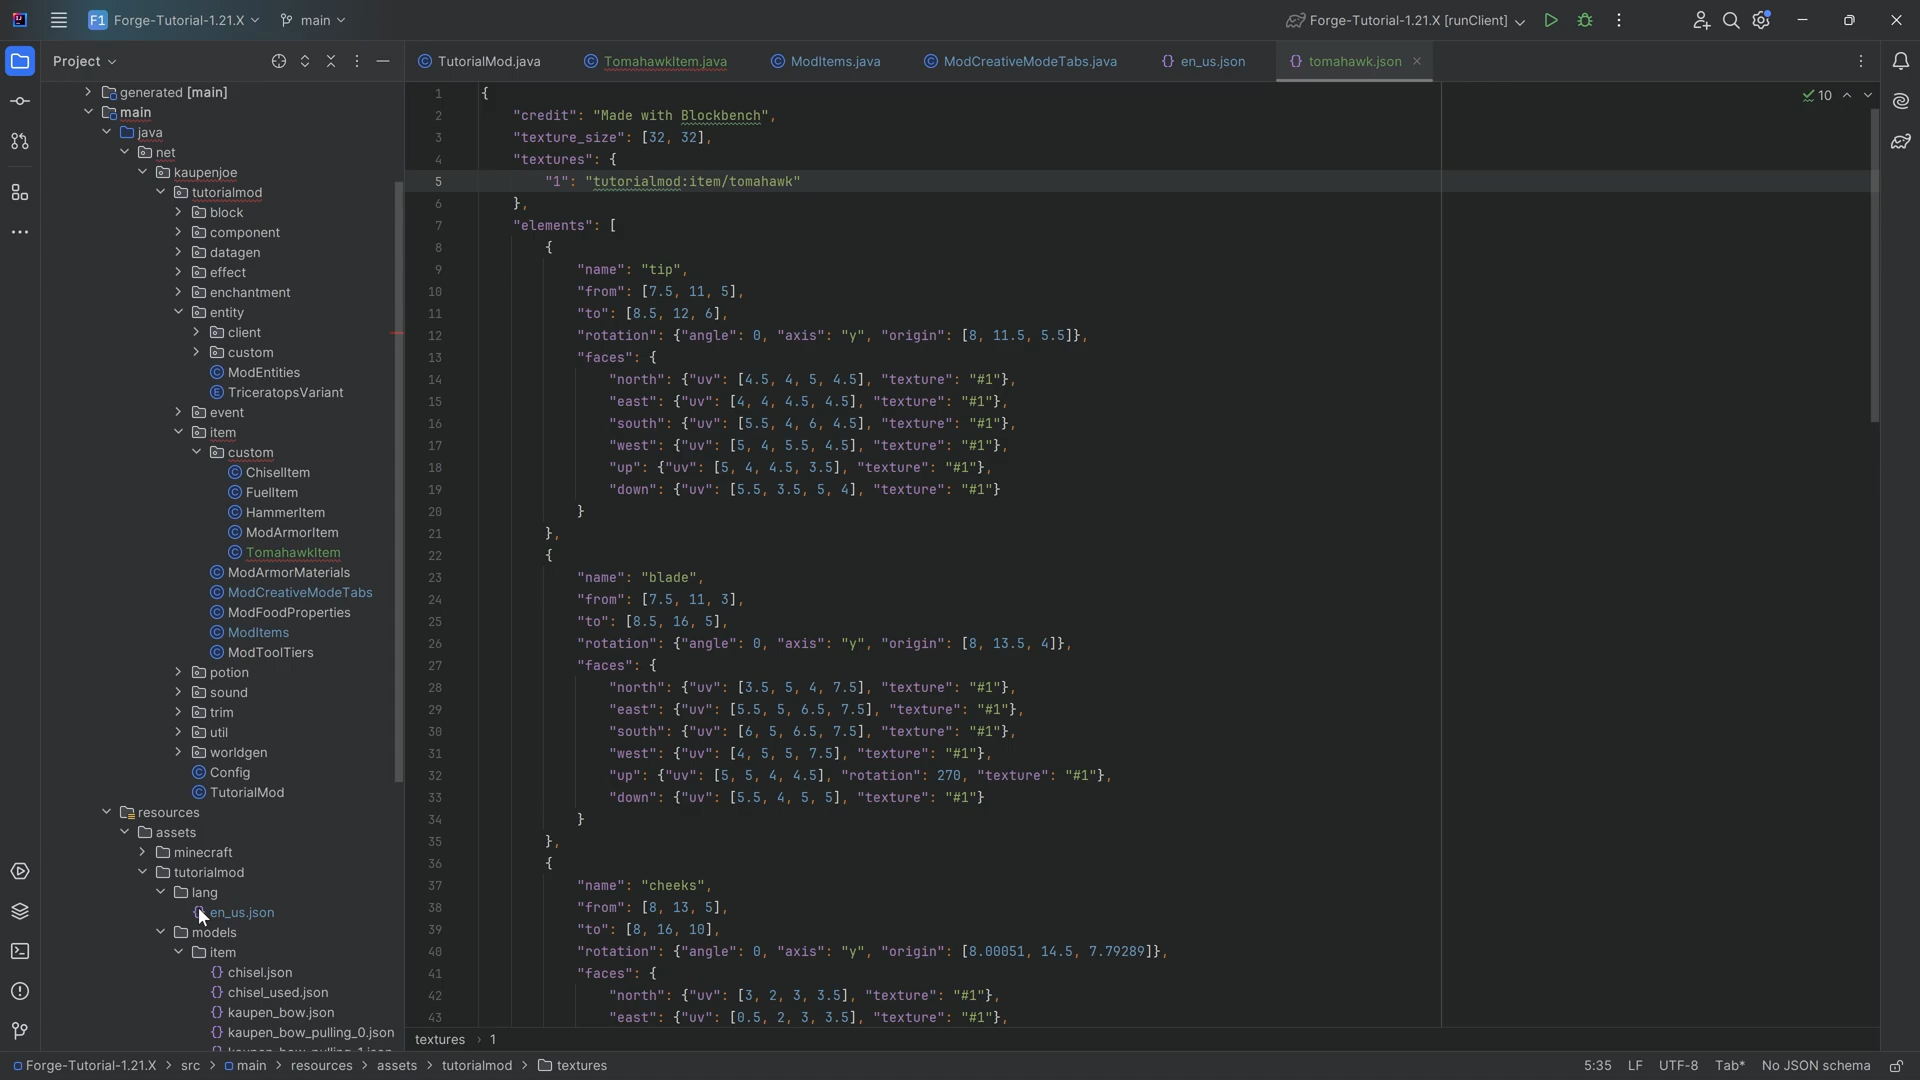 F1 Forge-Tutorial-1.21.X main
Forge-Tutorial-1.21.X [runClient]
Project
TutorialMod.java
TomahawkItem.java
ModItems.java
ModCreativeModeTabs.java
{} en_us.json
{} tomahawk.json
generated [main]
main
java
net
kaupenjoe
tutorialmod
block
component
datagen
effect
enchantment
entity
client
custom
ModEntities
TriceratopsVariant
event
item
custom
ChiselItem
FuelItem
HammerItem
ModArmorItem
TomahawkItem
ModArmorMaterials
ModCreativeModeTabs
ModFoodProperties
ModItems
ModToolTiers
potion
sound
trim
util
worldgen
Config
TutorialMod
resources
assets
minecraft
tutorialmod
lang
en_us.json
models
item
{} chisel.json
{} chisel_used.json
{} kaupen_bow.json
{} kaupen_bow_pulling_0.json
10
1 {
2 "credit": "Made with Blockbench",
3 "texture_size": [32, 32],
4 "textures": {
5 "1": "tutorialmod:item/tomahawk"
6 },
7 "elements": [
8 {
9 "name": "tip",
10 "from": [7.5, 11, 5],
11 "to": [8.5, 12, 6],
12 "rotation": {"angle": 0, "axis": "y", "origin": [8, 11.5, 5.5]},
13 "faces": {
14 "north": {"uv": [4.5, 4, 5, 4.5], "texture": "#1"},
15 "east": {"uv": [4, 4, 4.5, 4.5], "texture": "#1"},
16 "south": {"uv": [5.5, 4, 6, 4.5], "texture": "#1"},
17 "west": {"uv": [5, 4, 5.5, 4.5], "texture": "#1"},
18 "up": {"uv": [5, 4, 4.5, 3.5], "texture": "#1"},
19 "down": {"uv": [5.5, 3.5, 5, 4], "texture": "#1"}
20 }
21 },
22 {
23 "name": "blade",
24 "from": [7.5, 11, 3],
25 "to": [8.5, 16, 5],
26 "rotation": {"angle": 0, "axis": "y", "origin": [8, 13.5, 4]},
27 "faces": {
28 "north": {"uv": [3.5, 5, 4, 7.5], "texture": "#1"},
29 "east": {"uv": [5.5, 5, 6.5, 7.5], "texture": "#1"},
30 "south": {"uv": [6, 5, 6.5, 7.5], "texture": "#1"},
31 "west": {"uv": [4, 5, 5, 7.5], "texture": "#1"},
32 "up": {"uv": [5, 5, 4, 4.5], "rotation": 270, "texture": "#1"},
33 "down": {"uv": [5.5, 4, 5, 5], "texture": "#1"}
34 }
35 },
36 {
37 "name": "cheeks",
38 "from": [8, 13, 5],
39 "to": [8, 16, 10],
40 "rotation": {"angle": 0, "axis": "y", "origin": [8.00051, 14.5, 7.79289]},
41 "faces": {
42 "north": {"uv": [3, 2, 3, 3.5], "texture": "#1"},
43 "east": {"uv": [0.5, 2, 3, 3.5], "texture": "#1"},
textures > 1
Forge-Tutorial-1.21.X > src > main > resources > assets > tutorialmod > textures
5:35 LF UTF-8 Tab* No JSON schema